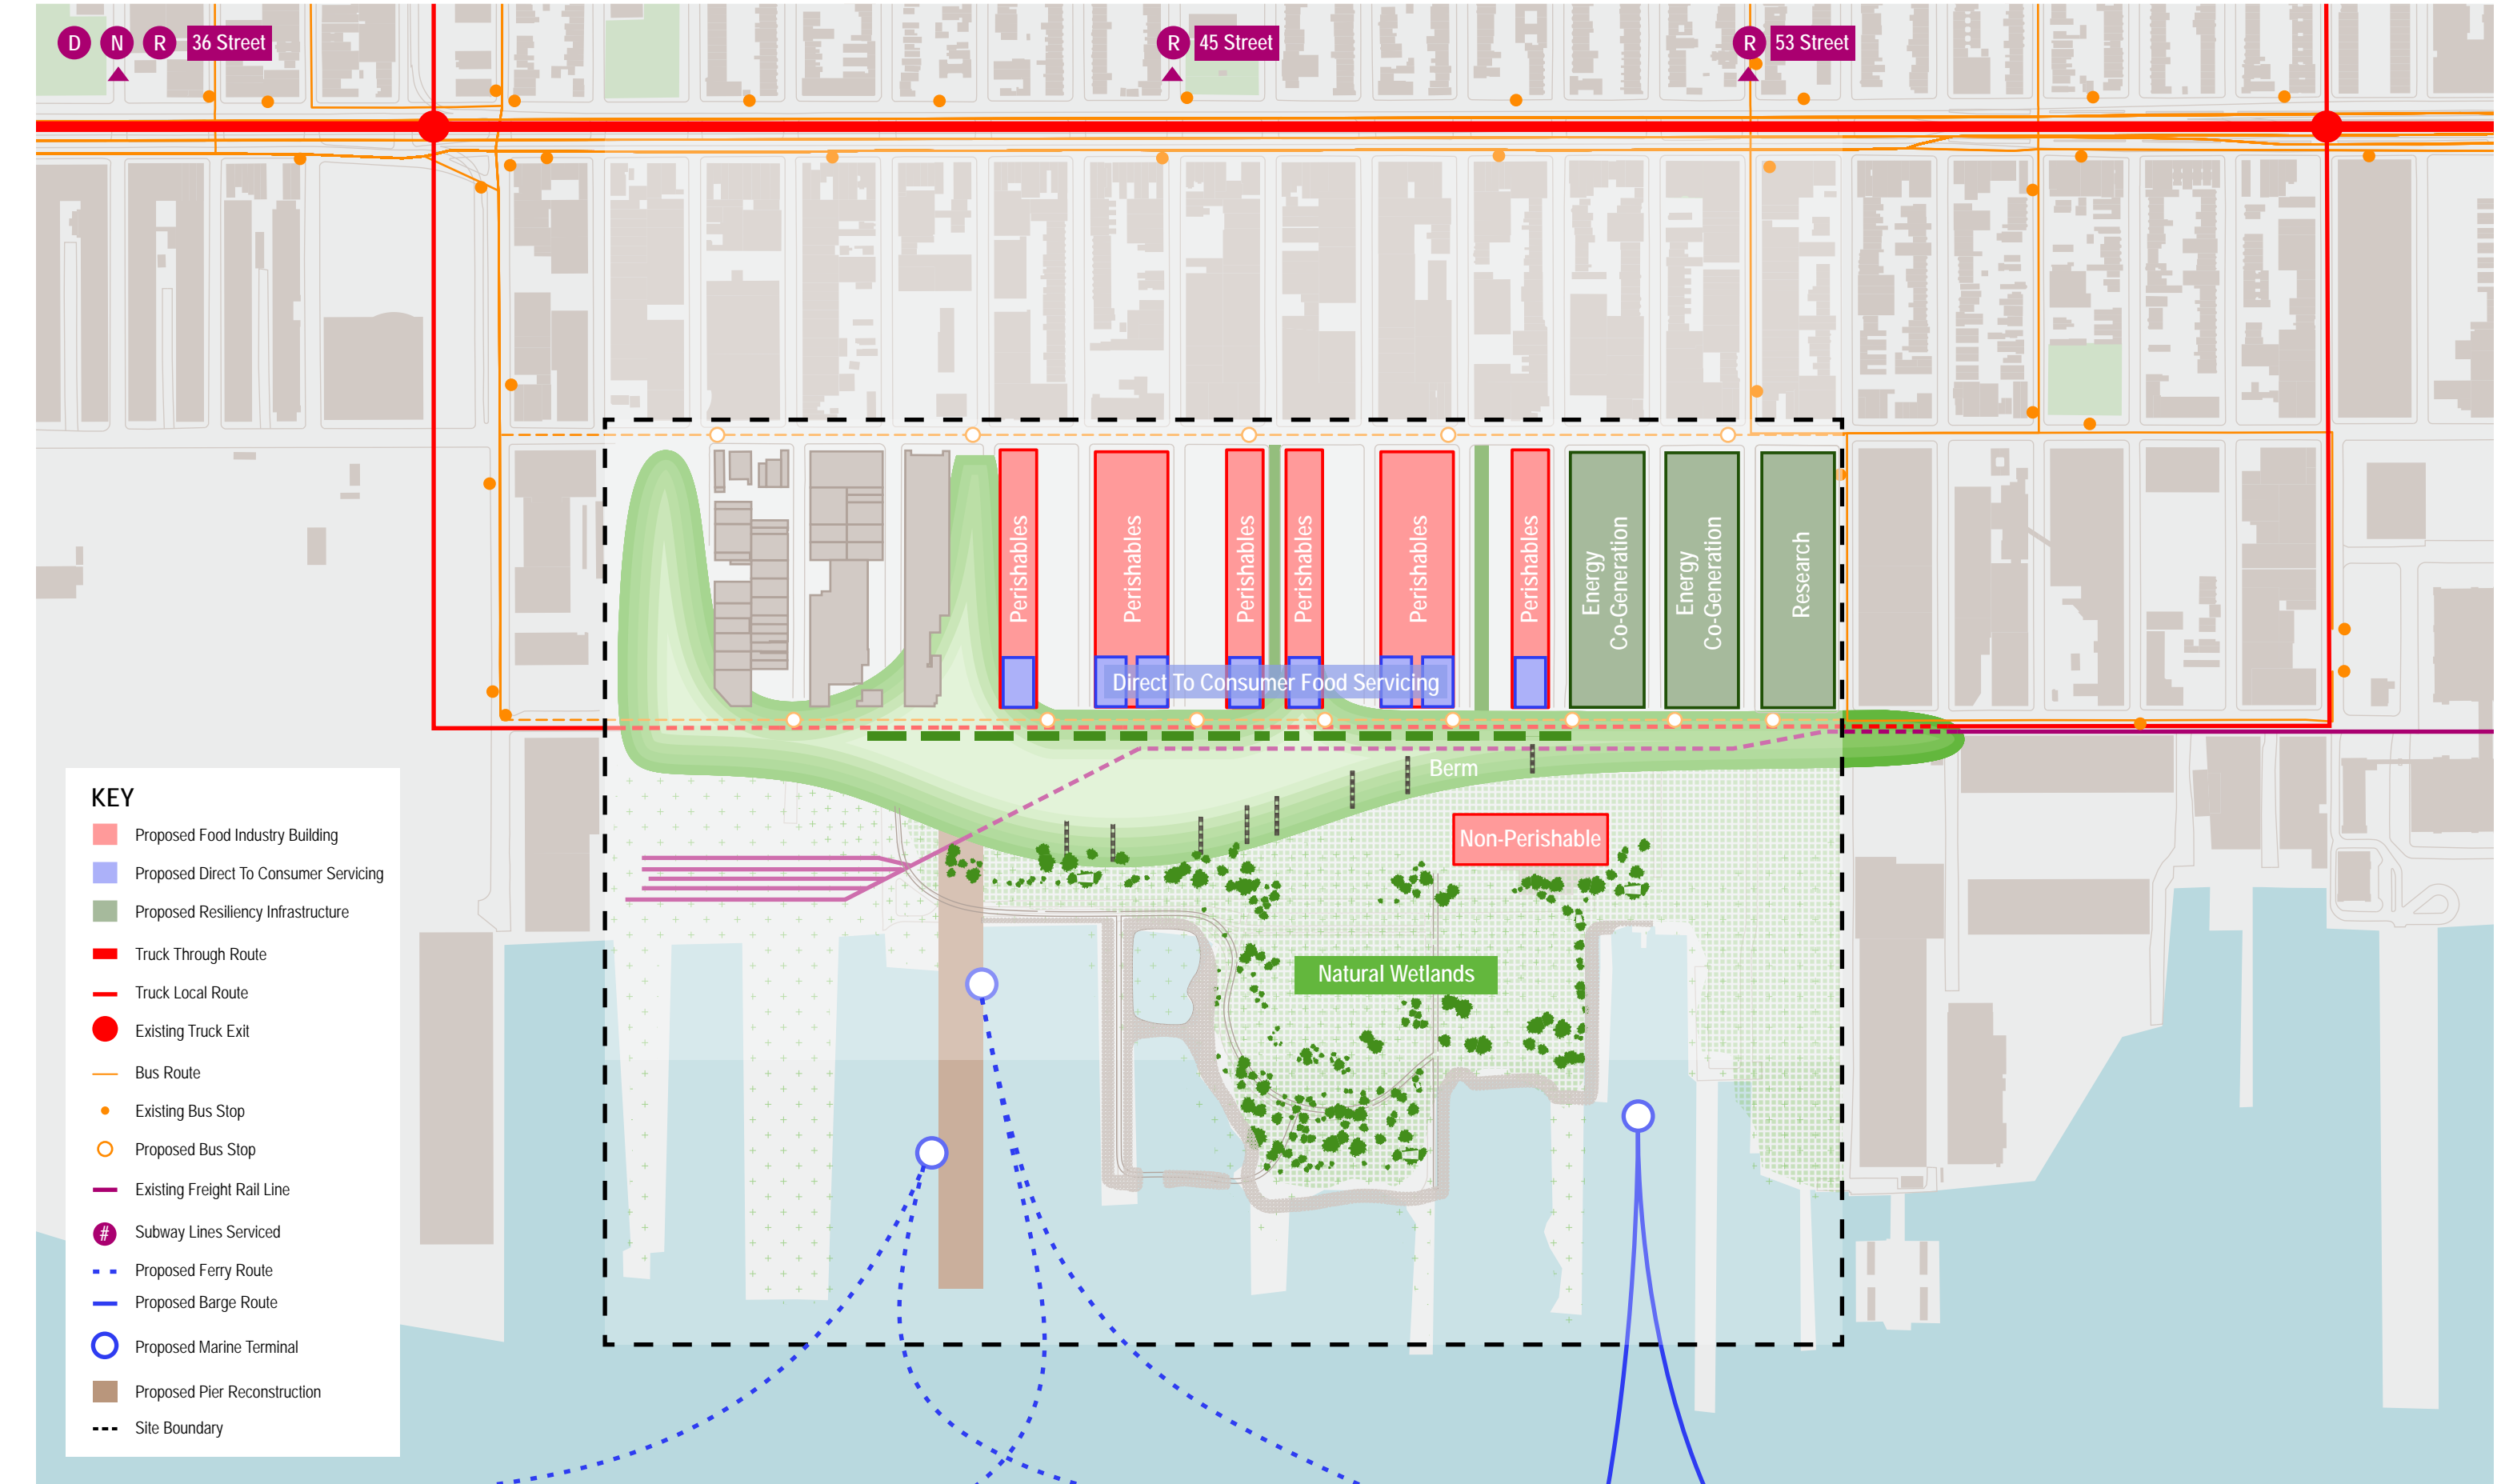 D N R 36 Street
R 45 Street
R 53 Street
Perishables
Perishables
Perishables
Perishables
Perishables
Perishables
Energy
Co-Generation
Energy
Co-Generation
Research
Direct To Consumer Food Servicing
Berm
Non-Perishable
Natural Wetlands
KEY
Proposed Food Industry Building
Proposed Direct To Consumer Servicing
Proposed Resiliency Infrastructure
Truck Through Route
Truck Local Route
Existing Truck Exit
Bus Route
Existing Bus Stop
Proposed Bus Stop
Existing Freight Rail Line
# Subway Lines Serviced
Proposed Ferry Route
Proposed Barge Route
Proposed Marine Terminal
Proposed Pier Reconstruction
Site Boundary